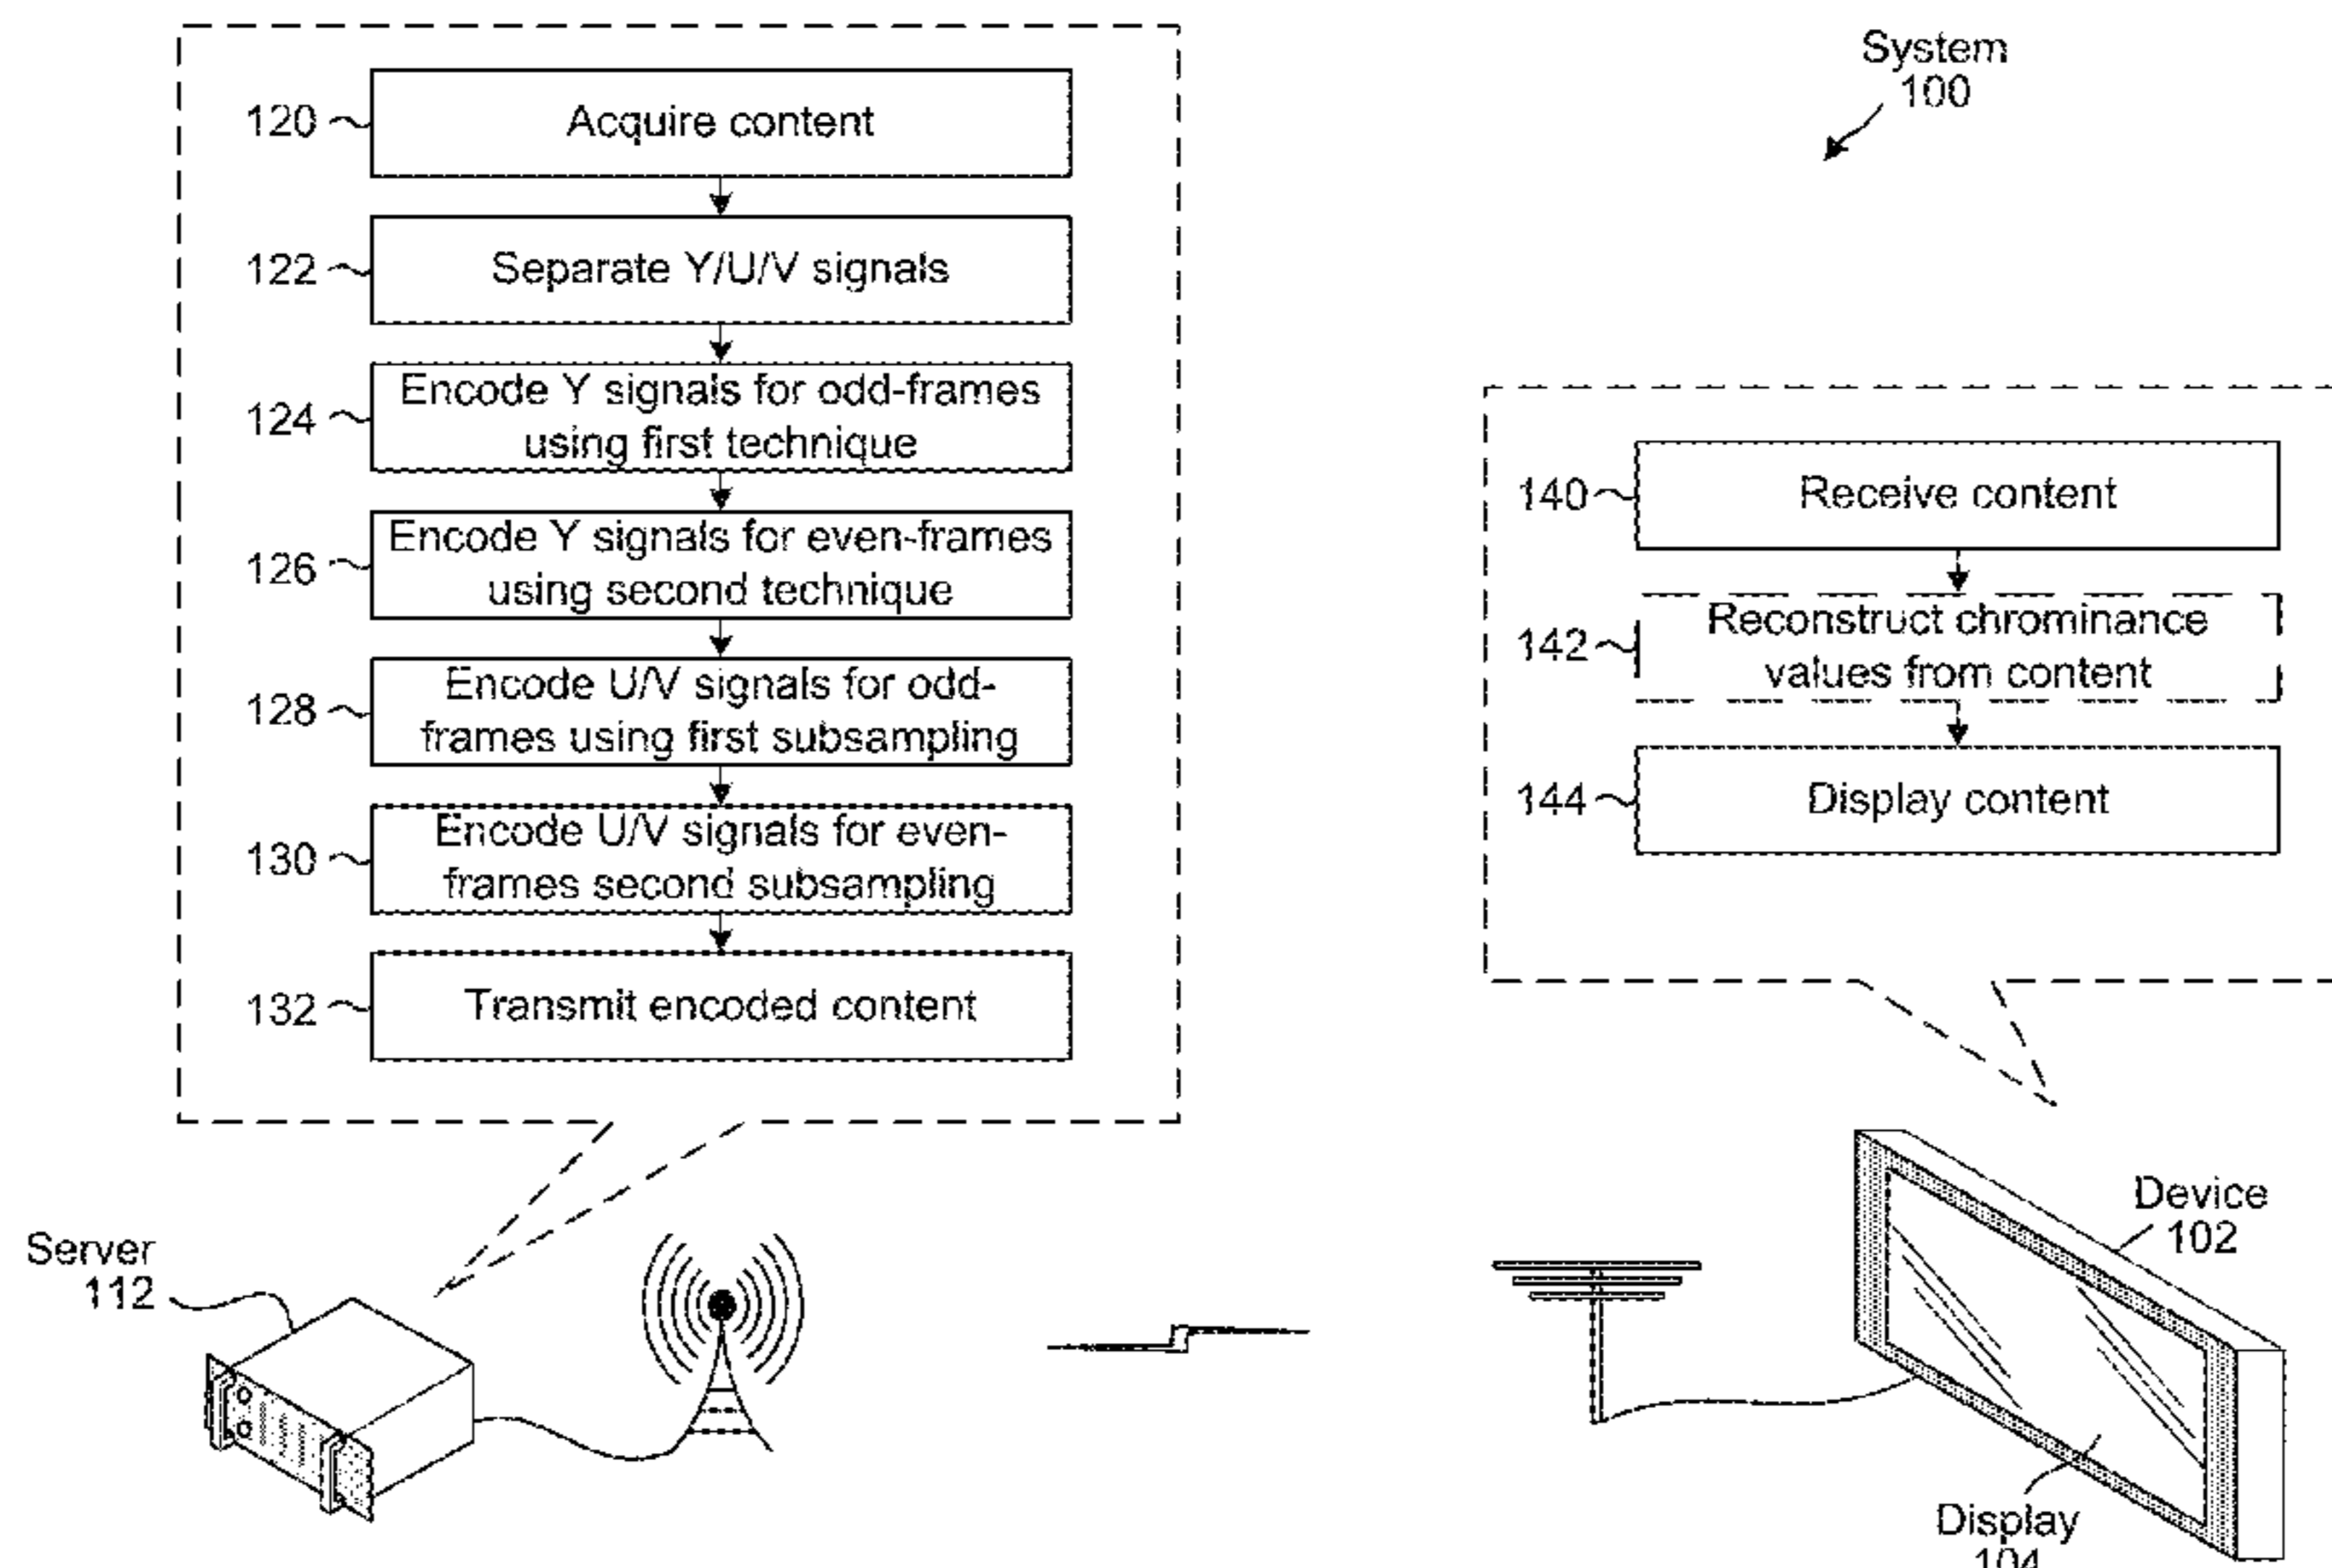 System
100
120
Acquire content
122
Separate Y/U/V signals
124
Encode Y signals for odd-frames
using first technique
126
Encode Y signals for even-frames
using second technique
128
Encode U/V signals for odd-
frames using first subsampling
130
Encode U/V signals for even-
frames second subsampling
132
Transmit encoded content
140
Receive content
142
Reconstruct chrominance
values from content
144
Display content
Server
112
Device
102
Display
104